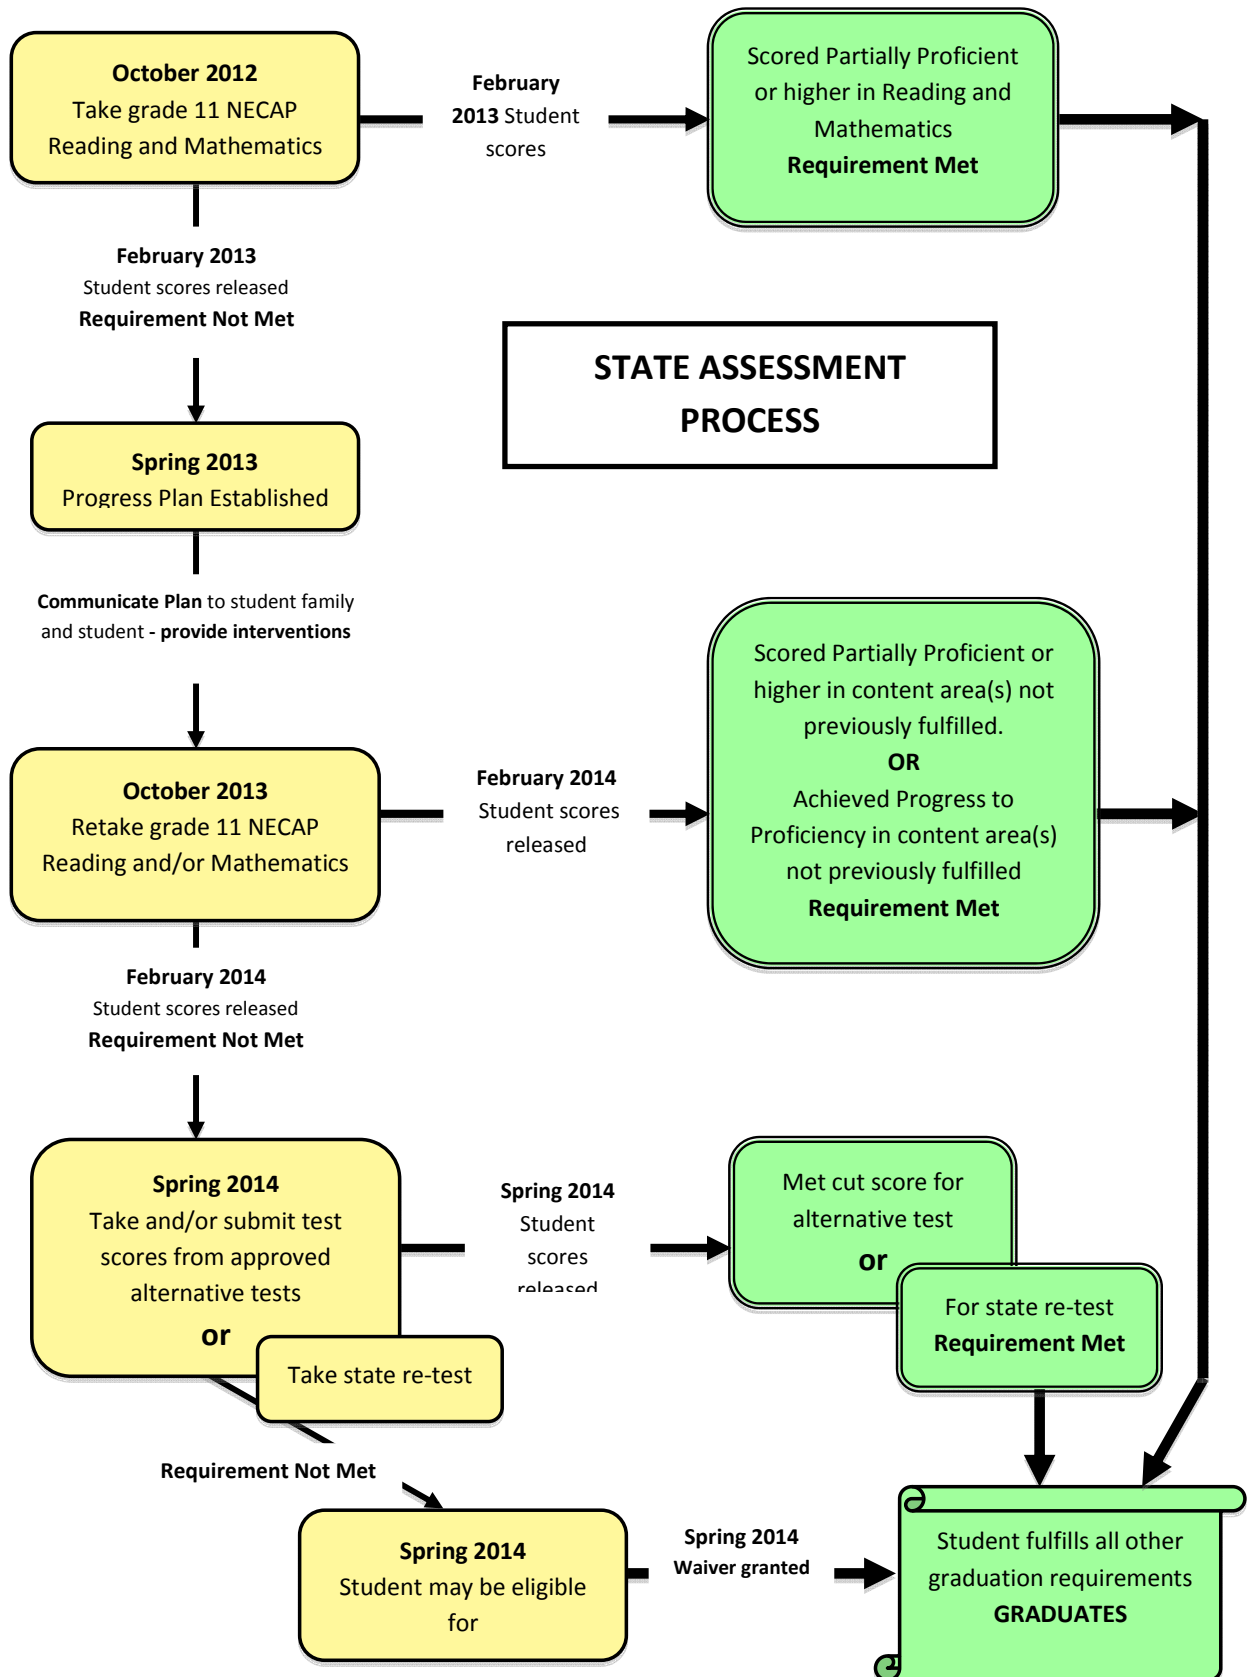 October 2012
Take grade 11 NECAP
Reading and Mathematics
February
2013 Student
scores
Scored Partially Proficient
or higher in Reading and
Mathematics
Requirement Met
February 2013
Student scores released
Requirement Not Met
STATE ASSESSMENT
PROCESS
Spring 2013
Progress Plan Established
Communicate Plan to student family
and student - provide interventions
October 2013
Retake grade 11 NECAP
Reading and/or Mathematics
February 2014
Student scores
released
Scored Partially Proficient or
higher in content area(s) not
previously fulfilled.
OR
Achieved Progress to
Proficiency in content area(s)
not previously fulfilled
Requirement Met
February 2014
Student scores released
Requirement Not Met
Spring 2014
Take and/or submit test
scores from approved
alternative tests
or
Take state re-test
Spring 2014
Student
scores
released
Met cut score for
alternative test
or
For state re-test
Requirement Met
Requirement Not Met
Spring 2014
Student may be eligible
for
Spring 2014
Waiver granted
Student fulfills all other
graduation requirements
GRADUATES